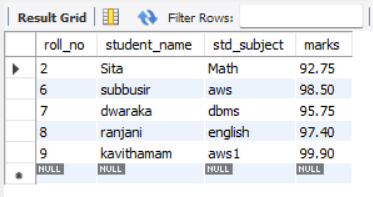 Result Grid Filter Rows:
roll_no student_name std_subject marks
2 Sita Math 92.75
6 subbusir aws 98.50
7 dwaraka dbms 95.75
8 ranjani english 97.40
9 kavithamam aws1 99.90
NULL NULL NULL NULL